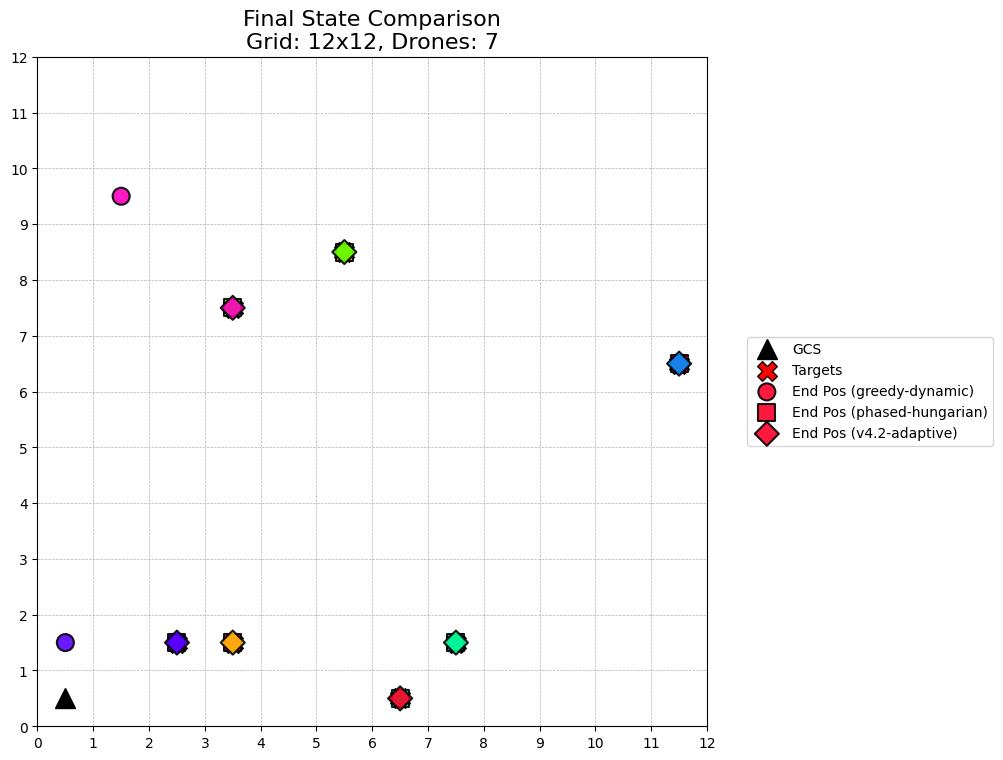 Final State Comparison
Grid: 12x12, Drones: 7
12
11
10
9
8
7
6
5
4
3
2
1
0
0 1 2 3 4 5 6 7 8 9 10 11 12
GCS
Targets
End Pos (greedy-dynamic)
End Pos (phased-hungarian)
End Pos (v4.2-adaptive)